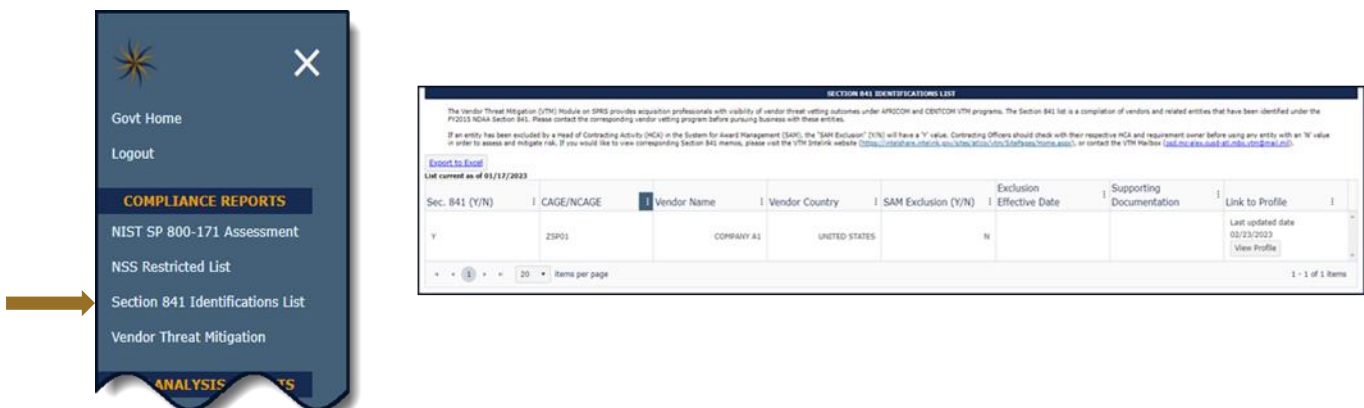 Govt Home
Logout
COMPLIANCE REPORTS
NIST SP 800-171 Assessment
NSS Restricted List
Section 841 Identifications List
Vendor Threat Mitigation
ANALYSIS
SECTION 841 IDENTIFICATIONS LIST
The Vendor Threat Mitigation (VTM) Module on SPRS provides acquisition professionals with visibility of vendor threat vetting outcomes under AFRICOM and CENTCOM VTM programs. The Section 841 list is a compilation of vendors and related entities that have been identified under the
FY2015 NDAA Section 841. Please contact the corresponding vendor vetting program before pursuing business with these entities.
If an entity has been excluded by a Head of Contracting Activity (HCA) in the System for Award Management (SAM), the "SAM Exclusion" (Y/N) will have a 'Y' value. Contracting Officers should check with their respective HCA and requirement owner before using any entity with an 'N' value
in order to assess and mitigate risk. If you would like to view corresponding Section 841 memos, please visit the VTM Intelink website ( or contact the VTM Mailbox (
Export to Excel
List current as of 01/17/2023
Sec. 841 (Y/N) CAGE/NCAGE Vendor Name Vendor Country SAM Exclusion (Y/N) Exclusion Effective Date Supporting Documentation Link to Profile
Y ZSP01 COMPANY A1 UNITED STATES N Last updated date
02/23/2023
View Profile
1 20 items per page 1 - 1 of 1 items